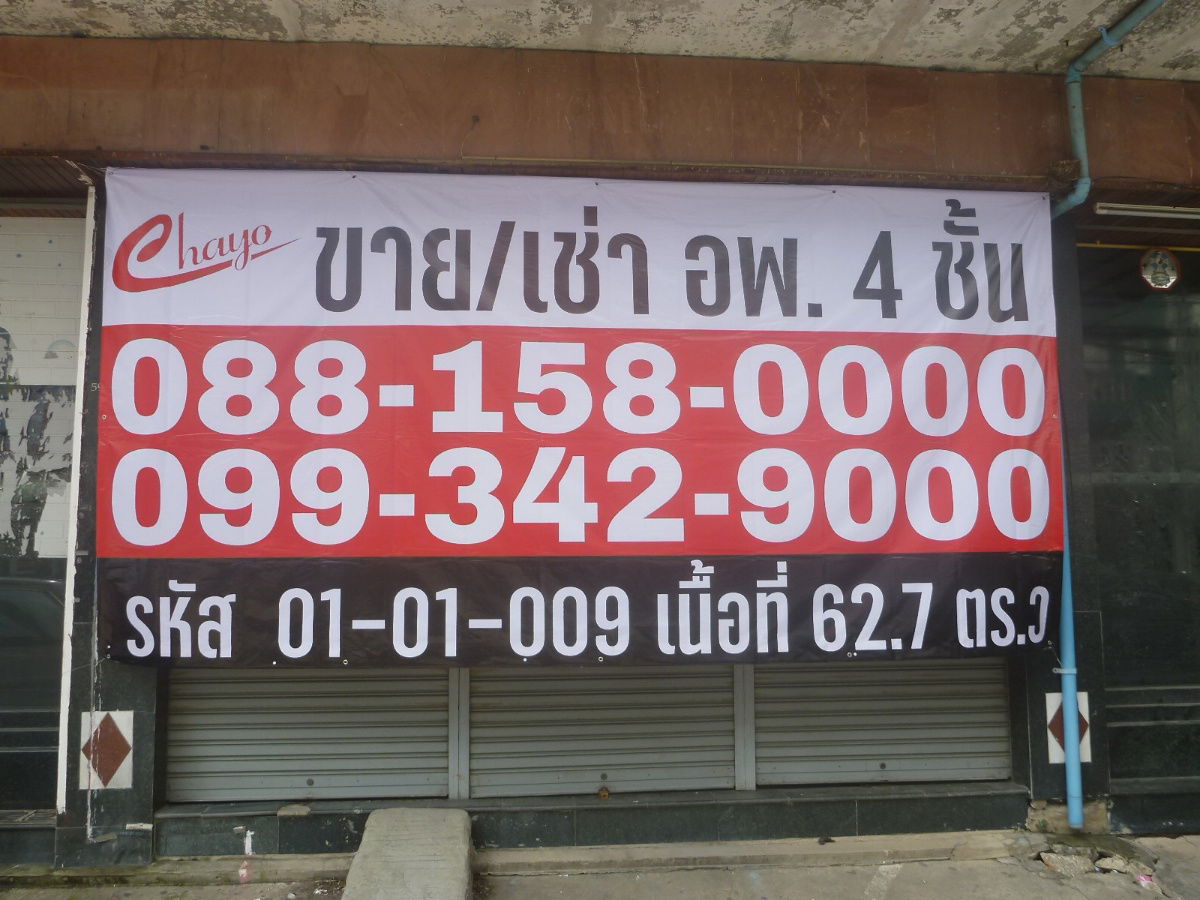 Chayo ขาย/เช่า อพ. 4 ชั้น
088-158-0000
099-342-9000
รหัส 01-01-009 เนื้อที่ 62.7 ตร.ว